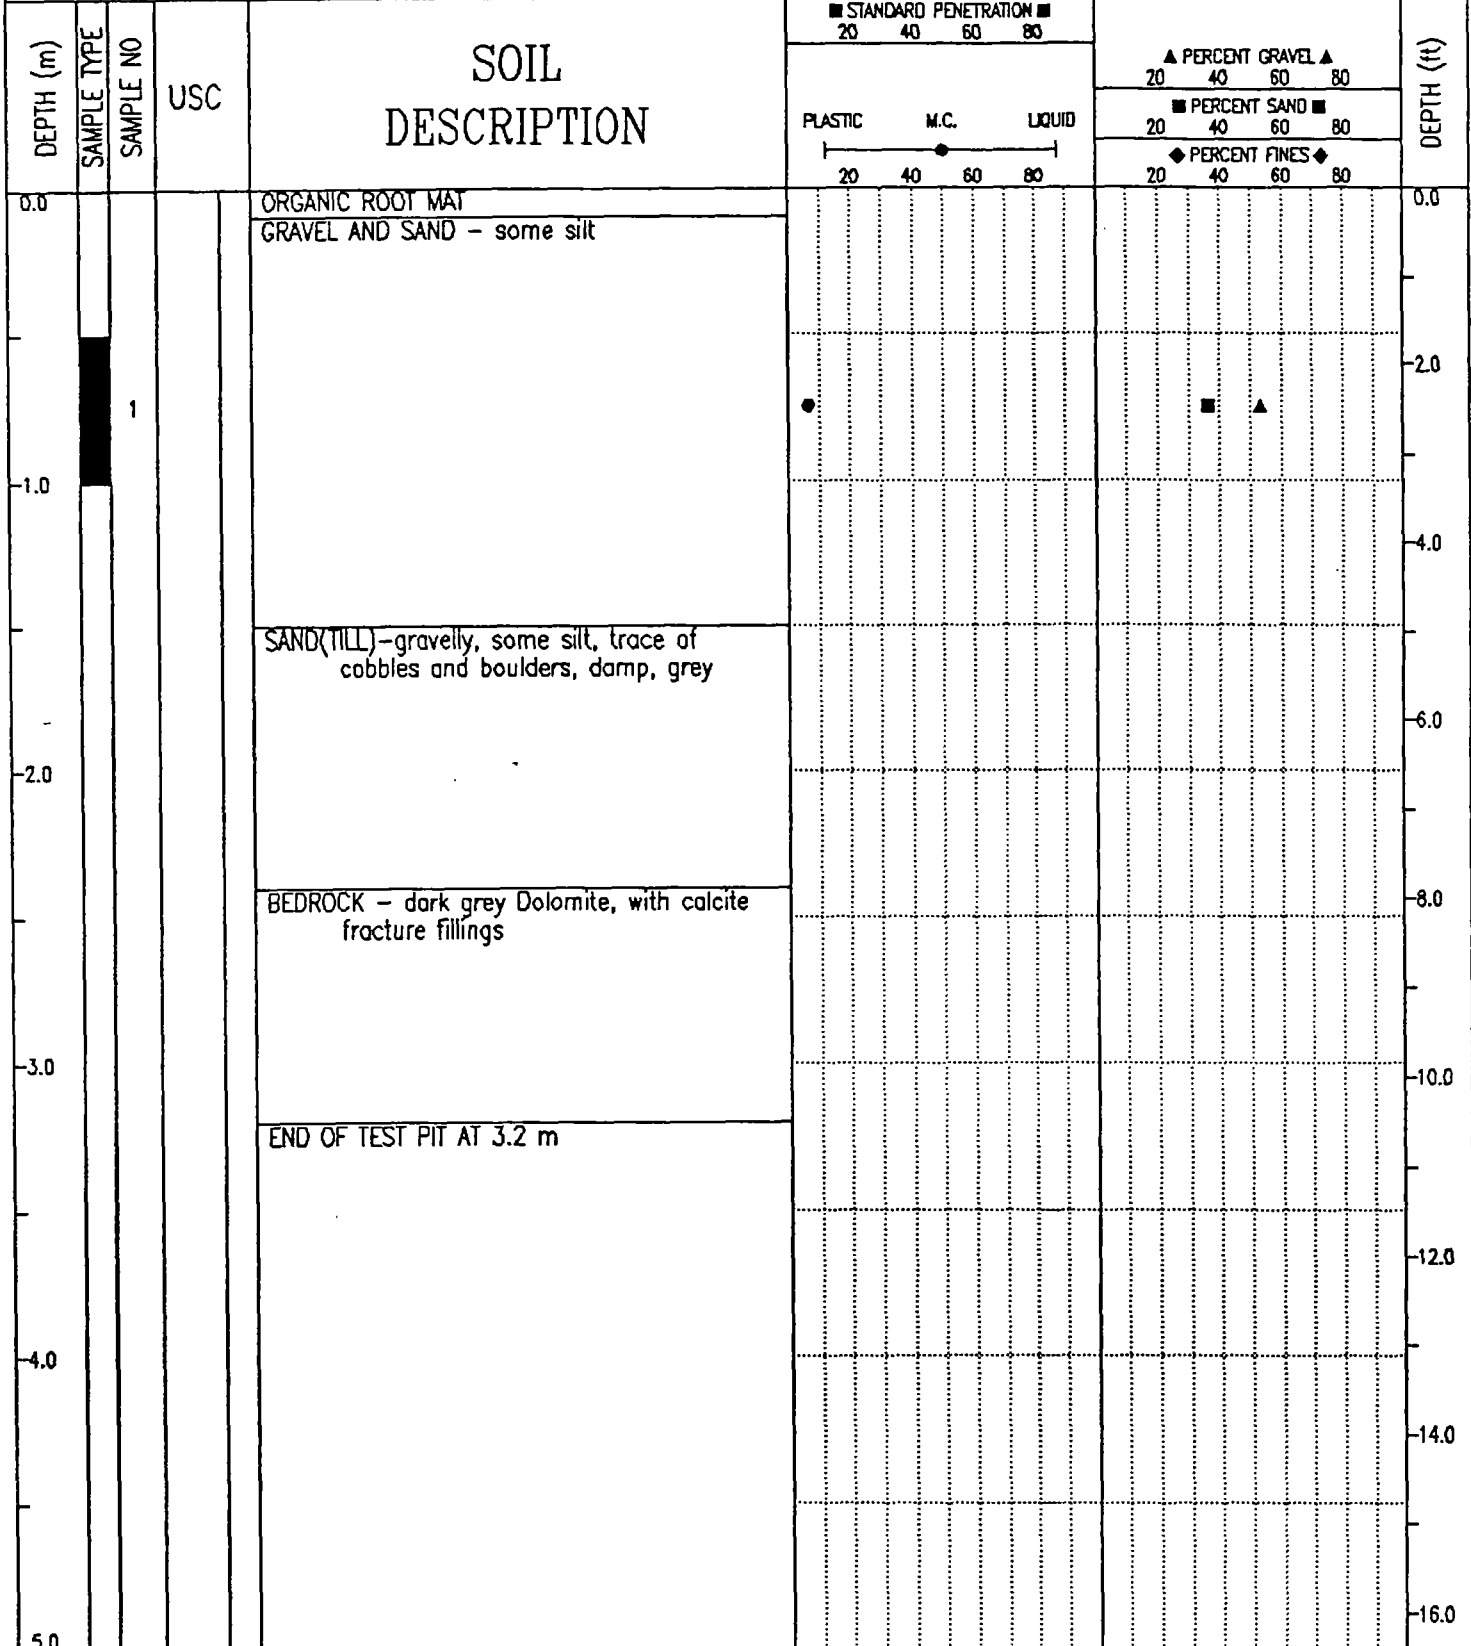 DEPTH (m)
SAMPLE TYPE
SAMPLE NO
USC
SOIL
DESCRIPTION
■ STANDARD PENETRATION ■
20 40 60 80
PLASTIC M.C. LIQUID
20 40 60 80
▲ PERCENT GRAVEL ▲
20 40 60 80
■ PERCENT SAND ■
20 40 60 80
◆ PERCENT FINES ◆
20 40 60 80
DEPTH (ft)
0.0
ORGANIC ROOT MAT
0.0
GRAVEL AND SAND – some silt
2.0
1
1.0
4.0
SAND(TILL)–gravelly, some silt, trace of
cobbles and boulders, damp, grey
6.0
2.0
BEDROCK – dark grey Dolomite, with calcite
fracture fillings
8.0
3.0
10.0
END OF TEST PIT AT 3.2 m
12.0
4.0
14.0
16.0
5.0